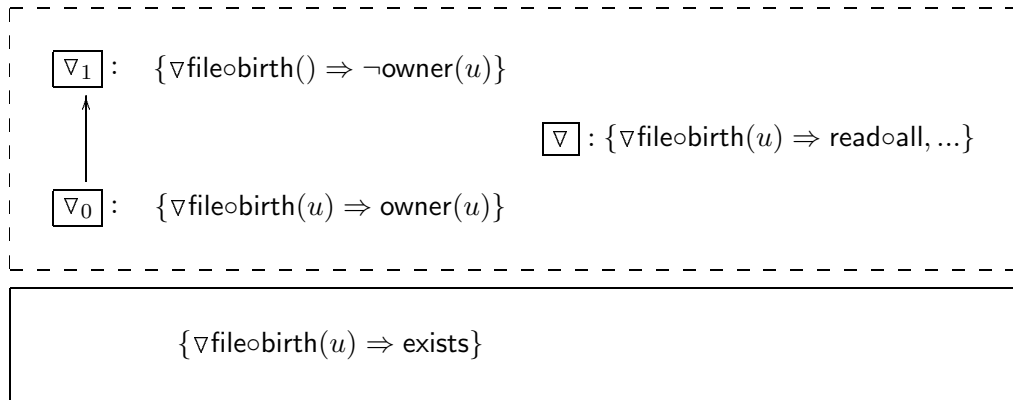 ∇₁ : {∇file∘birth() ⇒ ¬owner(u)}
∇ : {∇file∘birth(u) ⇒ read∘all, ...}
∇₀ : {∇file∘birth(u) ⇒ owner(u)}
{∇file∘birth(u) ⇒ exists}